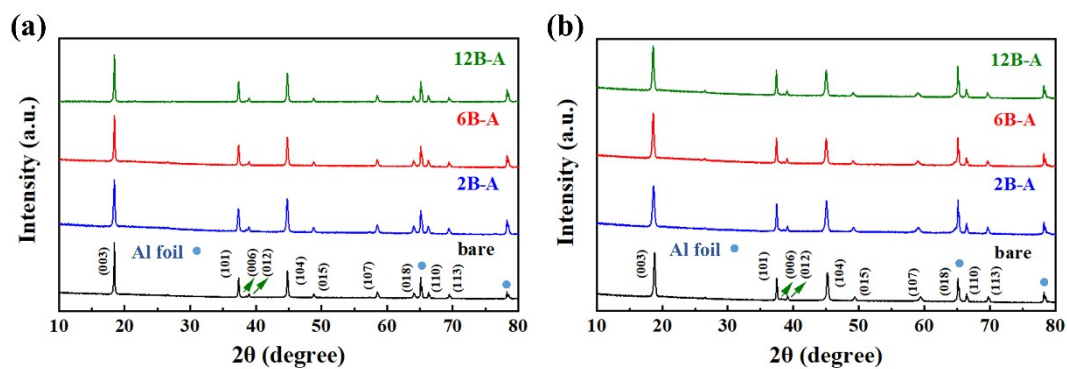 (a)
Intensity (a.u.)
12B-A
6B-A
2B-A
Al foil
bare
(003)
(101)
(006)
(012)
(104)
(015)
(107)
(018)
(110)
(113)
10 20 30 40 50 60 70 80
2θ (degree)
(b)
Intensity (a.u.)
12B-A
6B-A
2B-A
Al foil
bare
(003)
(101)
(006)
(012)
(104)
(015)
(107)
(018)
(110)
(113)
10 20 30 40 50 60 70 80
2θ (degree)